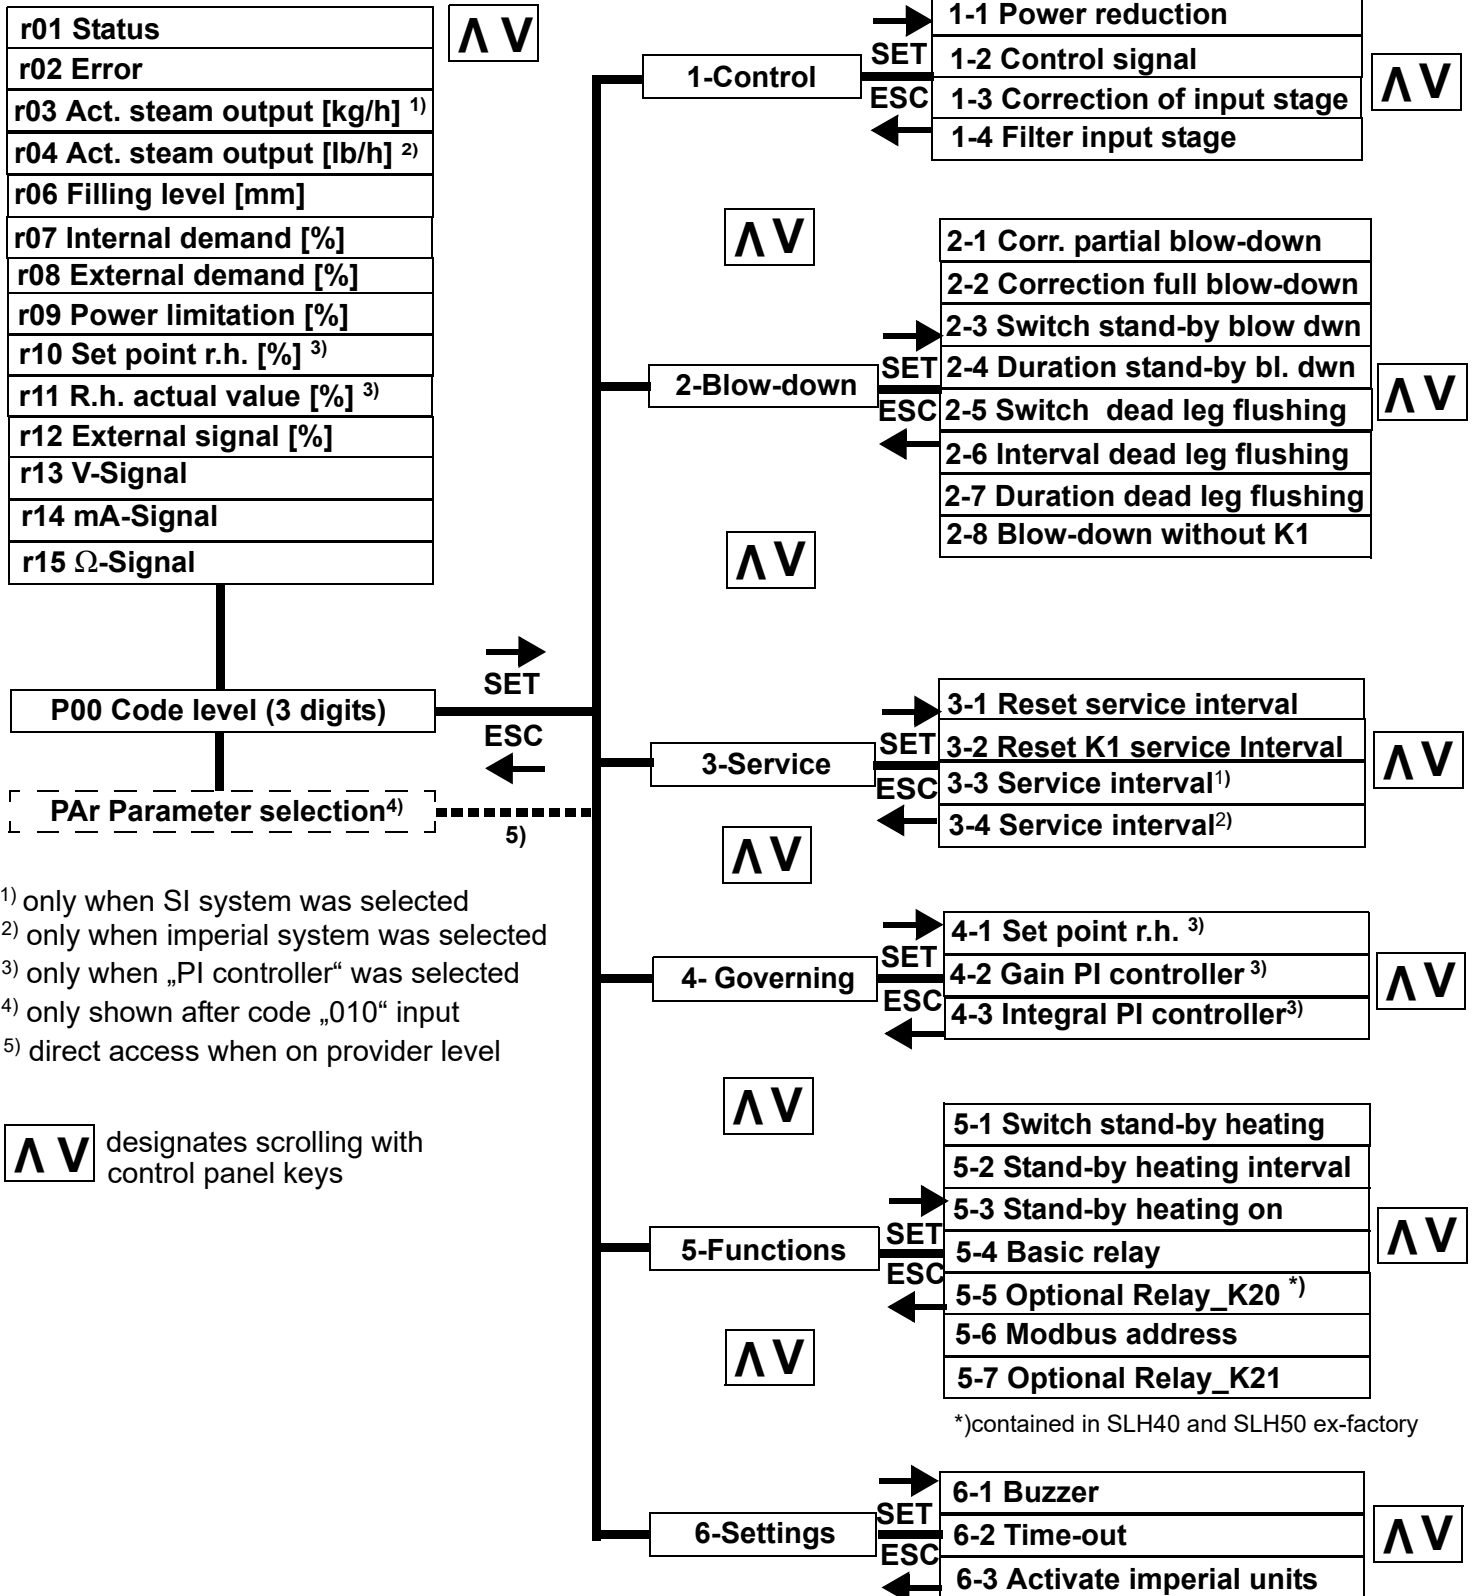 r01 Status
r02 Error
r03 Act. steam output [kg/h] 1)
r04 Act. steam output [lb/h] 2)
r06 Filling level [mm]
r07 Internal demand [%]
r08 External demand [%]
r09 Power limitation [%]
r10 Set point r.h. [%] 3)
r11 R.h. actual value [%] 3)
r12 External signal [%]
r13 V-Signal
r14 mA-Signal
r15 Ω-Signal
Λ V
P00 Code level (3 digits)
SET
ESC
PAr Parameter selection4)
5)
1) only when SI system was selected
2) only when imperial system was selected
3) only when „PI controller“ was selected
4) only shown after code „010“ input
5) direct access when on provider level
Λ V designates scrolling with
control panel keys
1-Control
SET
ESC
1-1 Power reduction
1-2 Control signal
1-3 Correction of input stage
1-4 Filter input stage
Λ V
Λ V
2-Blow-down
SET
ESC
2-1 Corr. partial blow-down
2-2 Correction full blow-down
2-3 Switch stand-by blow dwn
2-4 Duration stand-by bl. dwn
2-5 Switch  dead leg flushing
2-6 Interval dead leg flushing
2-7 Duration dead leg flushing
2-8 Blow-down without K1
Λ V
Λ V
3-Service
SET
ESC
3-1 Reset service interval
3-2 Reset K1 service Interval
3-3 Service interval1)
3-4 Service interval2)
Λ V
Λ V
4- Governing
SET
ESC
4-1 Set point r.h. 3)
4-2 Gain PI controller 3)
4-3 Integral PI controller3)
Λ V
Λ V
5-Functions
SET
ESC
5-1 Switch stand-by heating
5-2 Stand-by heating interval
5-3 Stand-by heating on
5-4 Basic relay
5-5 Optional Relay_K20 *)
5-6 Modbus address
5-7 Optional Relay_K21
Λ V
Λ V
*)contained in SLH40 and SLH50 ex-factory
6-Settings
SET
ESC
6-1 Buzzer
6-2 Time-out
6-3 Activate imperial units
Λ V